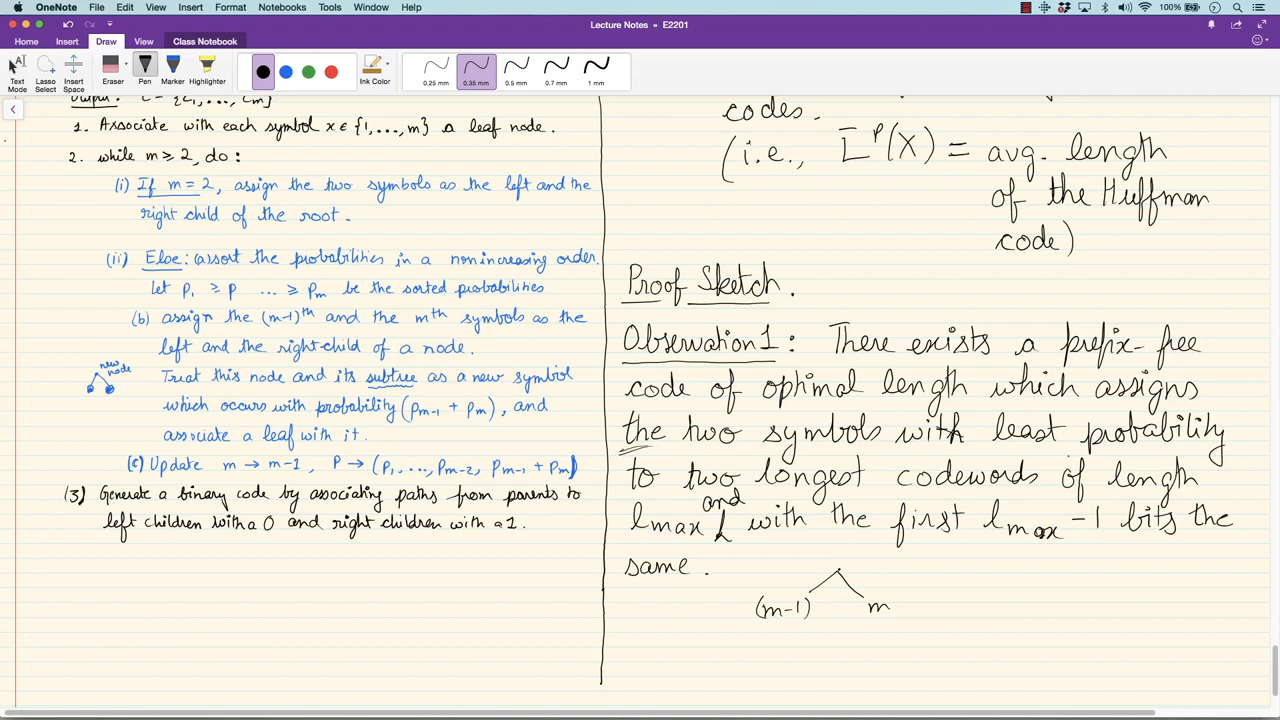 OneNote File Edit View Insert Format Notebooks Tools Window Help
100%
Lecture Notes • E2201
Home Insert Draw View Class Notebook
Text Mode
Lasso Select
Insert Space
Eraser
Pen
Marker
Highlighter
0.25 mm
0.35 mm
0.5 mm
0.7 mm
1 mm
Ink Color
Output: C = {C1, ..., Cm}
1. Associate with each symbol x ∈ {1, ..., m} a leaf node.
2. while m ≥ 2, do :
(i) If m = 2, assign the two symbols as the left and the
right child of the root.
(ii) Else: (a) sort the probabilities in a nonincreasing order.
Let P1 ≥ P ... ≥ Pm be the sorted probabilities
(b) assign the (m-1)th and the mth symbols as the
left and the right child of a node.
new node
Treat this node and its subtree as a new symbol
which occurs with probability (Pm-1 + Pm), and
associate a leaf with it.
(c) Update m → m-1, P → (P1, ..., Pm-2, Pm-1 + Pm)
(3) Generate a binary code by associating paths from parents to
left children with a 0 and right children with a 1.
codes.
(i.e., L^p(X) = avg. length
of the Huffman
code)
Proof Sketch.
Observation 1: There exists a prefix-free
code of optimal length which assigns
the two symbols with least probability
to two longest codewords of length
lmax and with the first lmax -1 bits the
same.
(m-1) m